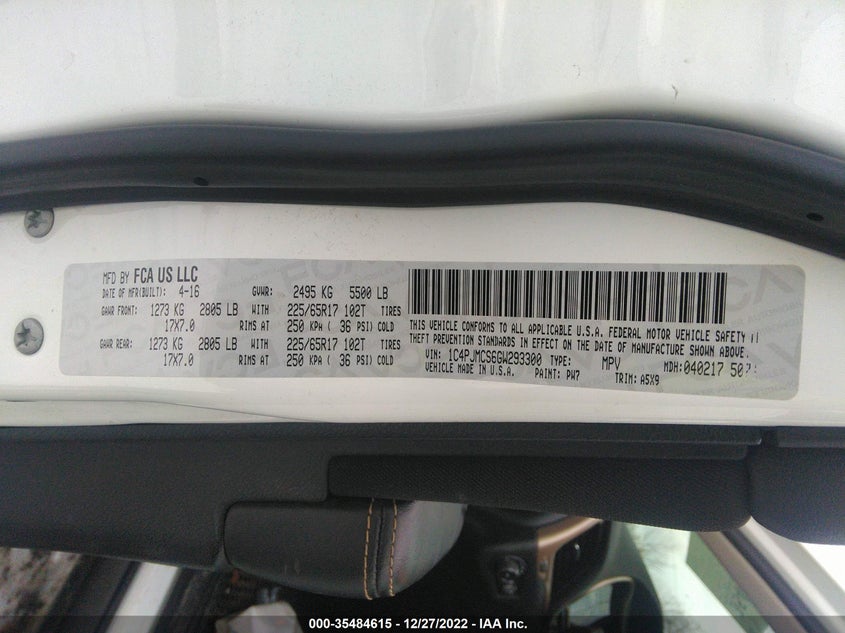 MFD BY FCA US LLC
DATE OF MFR(BUILT): 4-16 GVWR: 2495 KG 5500 LB
GAWR FRONT: 1273 KG 2805 LB WITH 225/65R17 102T TIRES
17X7.0 RIMS AT 250 KPA ( 36 PSI) COLD
GAWR REAR: 1273 KG 2805 LB WITH 225/65R17 102T TIRES
17X7.0 RIMS AT 250 KPA ( 36 PSI) COLD
THIS VEHICLE CONFORMS TO ALL APPLICABLE U.S.A. FEDERAL MOTOR VEHICLE SAFETY
THEFT PREVENTION STANDARDS IN EFFECT ON THE DATE OF MANUFACTURE SHOWN ABOVE.
VIN: 1C4PJMCS6GW293300 TYPE: MPV MDH: 040217
VEHICLE MADE IN U.S.A. PAINT: PW7 TRIM: A5X9
000-35484615 - 12/27/2022 - IAA Inc.